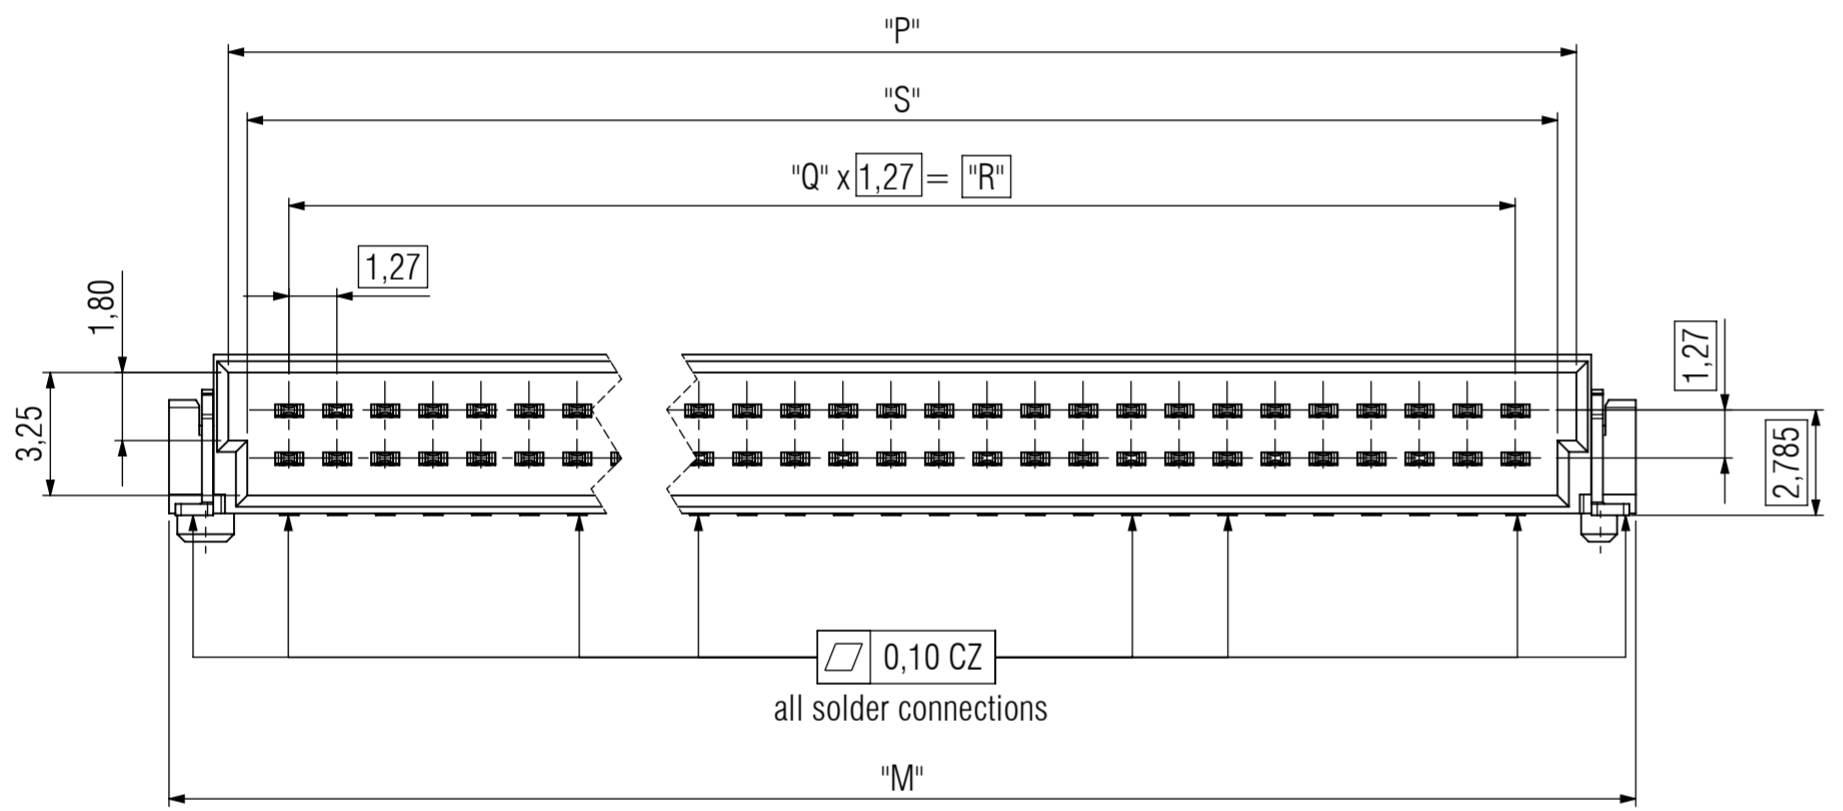 "P"
"S"
"Q" x 1,27 = "R"
1,27
1,80
3,25
1,27
2,785
0,10 CZ
all solder connections
"M"